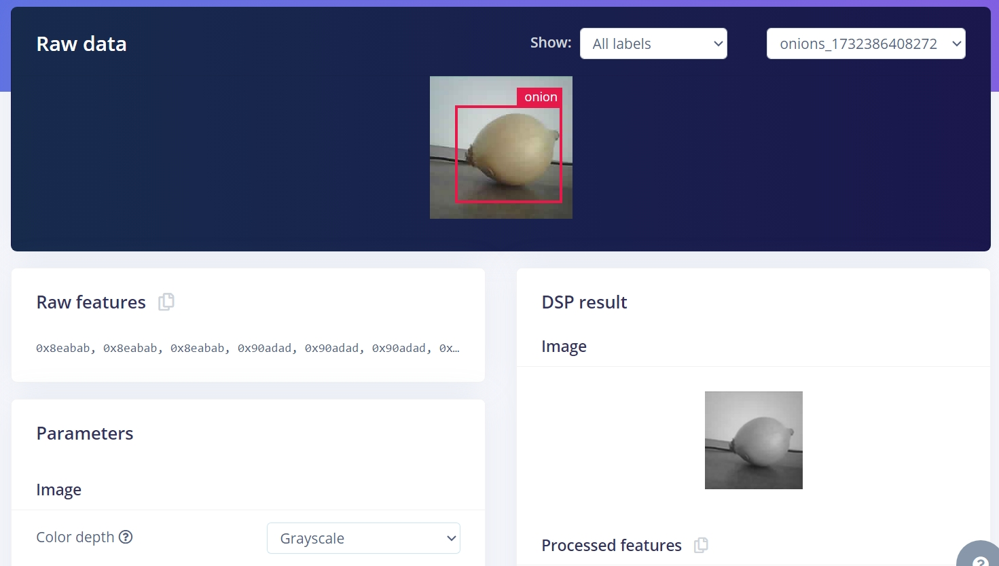 Raw data
Show:
All labels
onions_1732386408272
onion
Raw features
0x8eabab, 0x8eabab, 0x8eabab, 0x90adad, 0x90adad, 0x90adad, 0x…
Parameters
Image
Color depth ?
Grayscale
DSP result
Image
Processed features
?